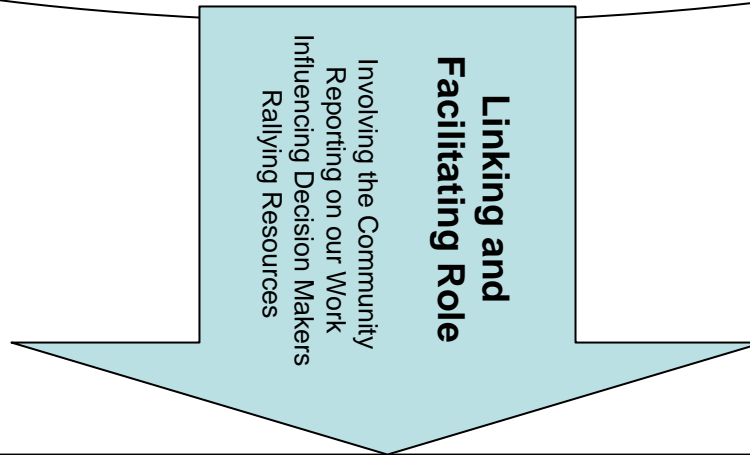 Linking and
Facilitating Role
Involving the Community
Reporting on our Work
Influencing Decision Makers
Rallying Resources